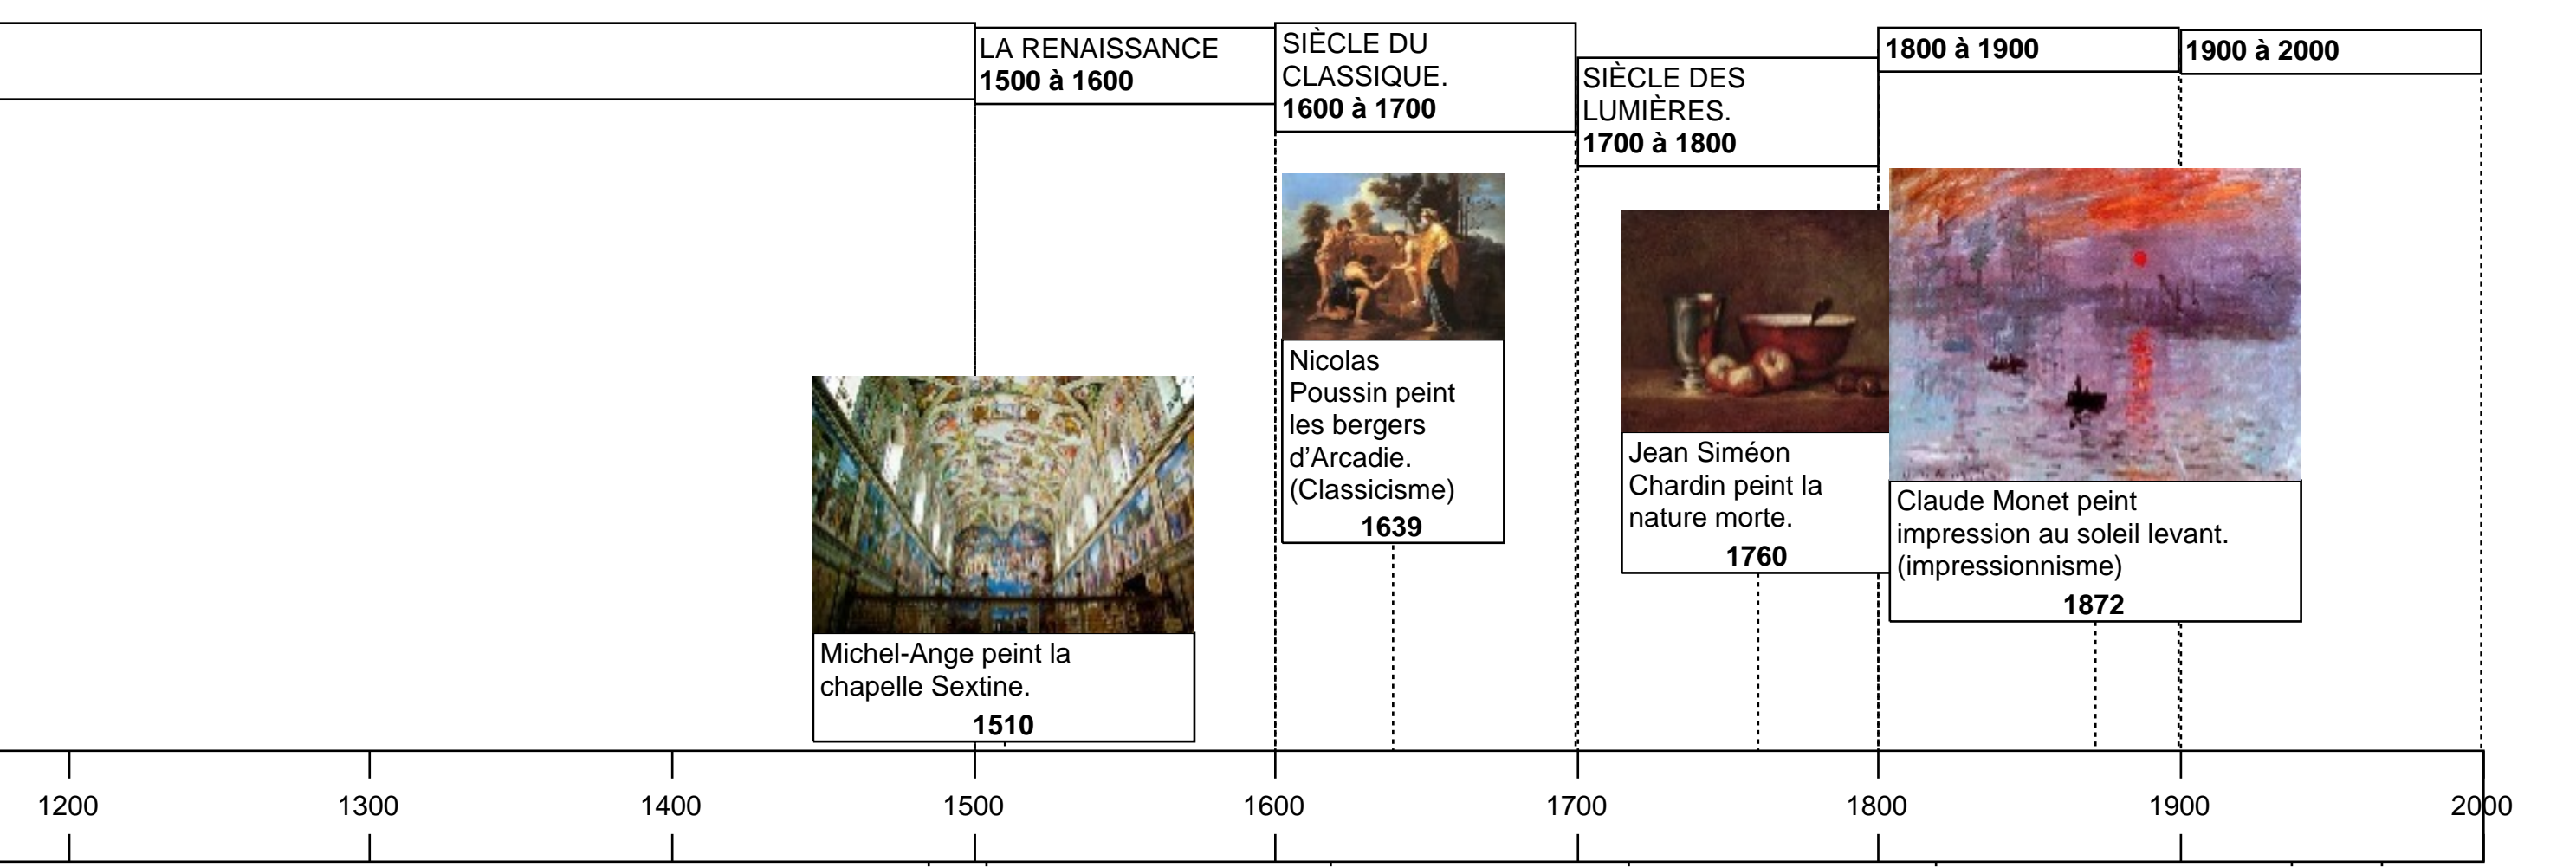 LA RENAISSANCE
1500 à 1600
SIÈCLE DU
CLASSIQUE.
1600 à 1700
SIÈCLE DES
LUMIÈRES.
1700 à 1800
1800 à 1900
1900 à 2000
Michel-Ange peint la
chapelle Sextine.
1510
Nicolas
Poussin peint
les bergers
d’Arcadie.
(Classicisme)
1639
Jean Siméon
Chardin peint la
nature morte.
1760
Claude Monet peint
impression au soleil levant.
(impressionnisme)
1872
1200 1300 1400 1500 1600 1700 1800 1900 2000